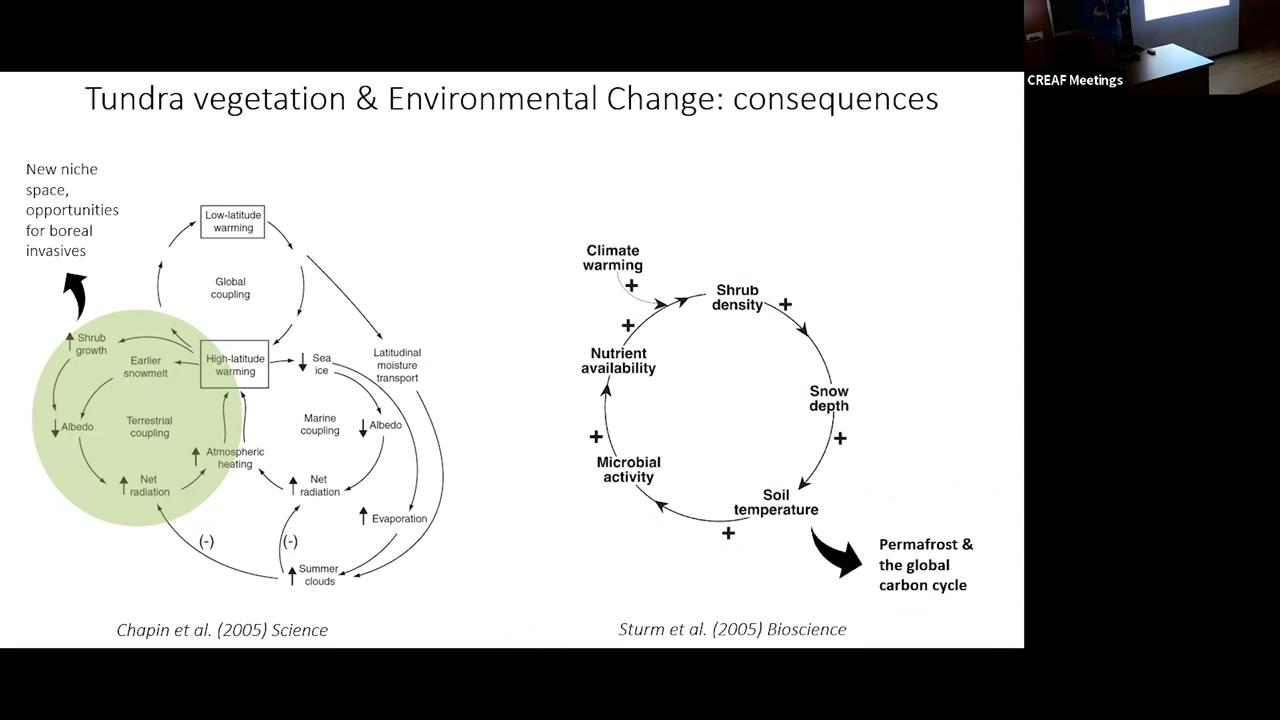 CREAF Meetings
Tundra vegetation & Environmental Change: consequences
New niche
space,
opportunities
for boreal
invasives
Low-latitude
warming
Global
coupling
Shrub
growth
Earlier
snowmelt
High-latitude
warming
Sea
ice
Latitudinal
moisture
transport
Albedo
Terrestrial
coupling
Marine
coupling
Albedo
Atmospheric
heating
Net
radiation
Net
radiation
Evaporation
(-)
(-)
Summer
clouds
Chapin et al. (2005) Science
Climate
warming
+
Shrub
density
+
+
Nutrient
availability
Snow
depth
+
+
Microbial
activity
Soil
temperature
+
Permafrost &
the global
carbon cycle
Sturm et al. (2005) Bioscience